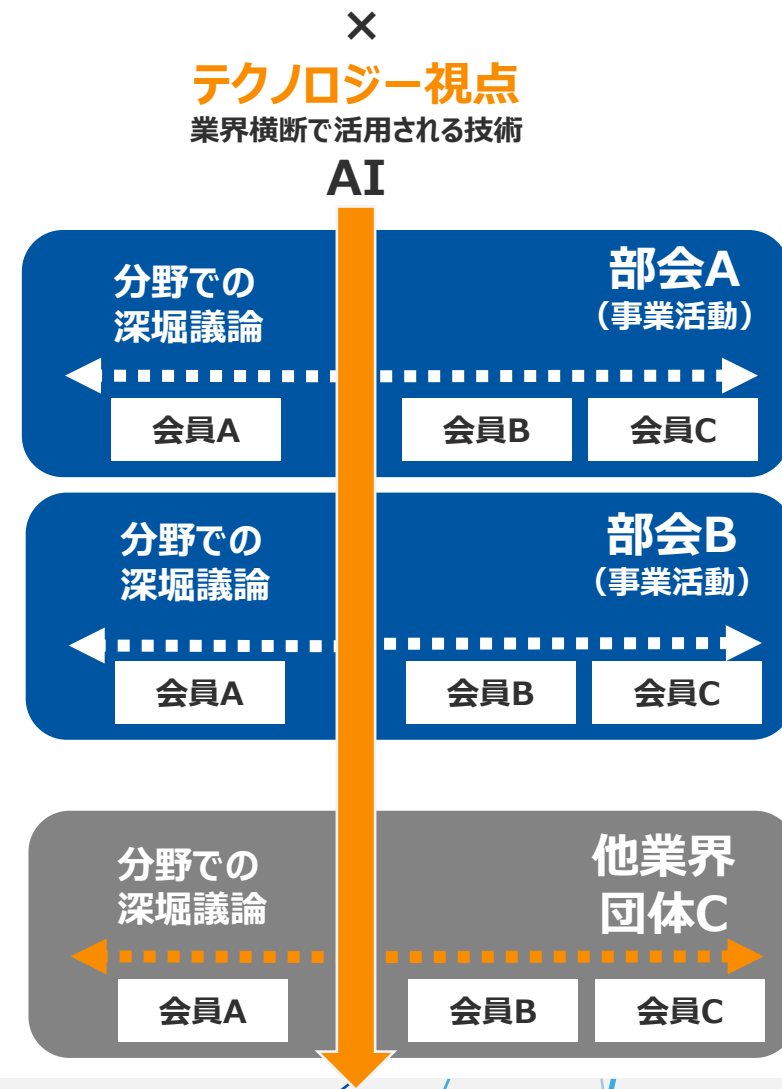 ×
テクノロジー視点
業界横断で活用される技術
AI
分野での
深堀議論
部会A
（事業活動）
会員A
会員B
会員C
分野での
深堀議論
部会B
（事業活動）
会員A
会員B
会員C
分野での
深堀議論
他業界
団体C
会員A
会員B
会員C